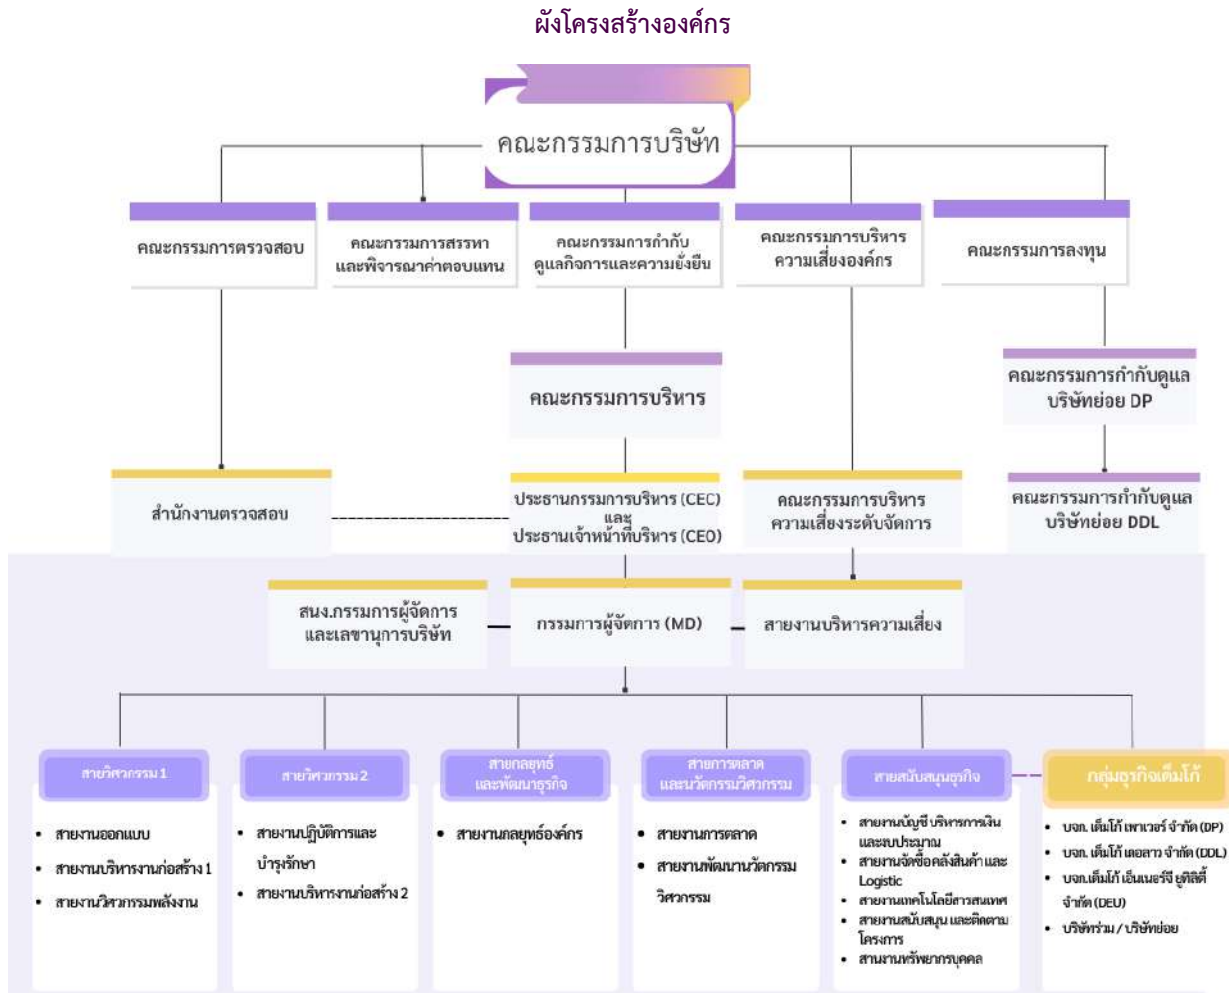 ผังโครงสร้างองค์กร
คณะกรรมการบริษัท
คณะกรรมการตรวจสอบ
คณะกรรมการสรรหา
และพิจารณาค่าตอบแทน
คณะกรรมการกำกับ
ดูแลกิจการและความยั่งยืน
คณะกรรมการบริหาร
ความเสี่ยงองค์กร
คณะกรรมการลงทุน
คณะกรรมการบริหาร
คณะกรรมการกำกับดูแล
บริษัทย่อย DP
สำนักงานตรวจสอบ
ประธานกรรมการบริหาร (CEC)
และ
ประธานเจ้าหน้าที่บริหาร (CEO)
คณะกรรมการบริหาร
ความเสี่ยงระดับจัดการ
คณะกรรมการกำกับดูแล
บริษัทย่อย DDL
สนง.กรรมการผู้จัดการ
และเลขานุการบริษัท
กรรมการผู้จัดการ (MD)
สายงานบริหารความเสี่ยง
สายวิศวกรรม 1
สายวิศวกรรม 2
สายกลยุทธ์
และพัฒนาธุรกิจ
สายการตลาด
และนวัตกรรมวิศวกรรม
สายสนับสนุนธุรกิจ
กลุ่มธุรกิจเด็มโก้
• สายงานออกแบบ
• สายงานบริหารงานก่อสร้าง 1
• สายงานวิศวกรรมพลังงาน
• สายงานปฏิบัติการและ
บำรุงรักษา
• สายงานบริหารงานก่อสร้าง 2
• สายงานกลยุทธ์องค์กร
• สายงานการตลาด
• สายงานพัฒนานวัตกรรม
วิศวกรรม
• สายงานบัญชี บริหารการเงิน
และงบประมาณ
• สายงานจัดซื้อคลังสินค้า และ
Logistic
• สายงานเทคโนโลยีสารสนเทศ
• สายงานสนับสนุน และติดตาม
โครงการ
• สานงานทรัพยากรบุคคล
• บจก. เด็มโก้ เพาเวอร์ จำกัด (DP)
• บจก. เด็มโก้ เดอลาว จำกัด (DDL)
• บจก.เด็มโก้ เอ็นเนอร์จี ยูทิลิตี้
จำกัด (DEU)
• บริษัทร่วม / บริษัทย่อย